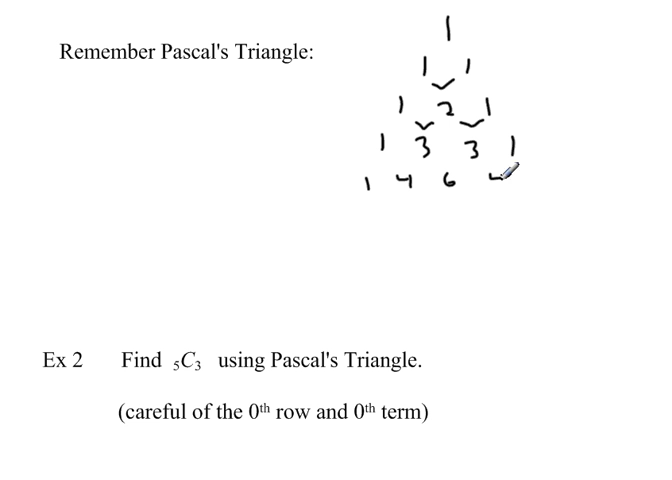 Remember Pascal's Triangle:
1
1 1
1 2 1
1 3 3 1
1 4 6
Ex 2 Find ₅C₃ using Pascal's Triangle.
(careful of the 0ᵗʰ row and 0ᵗʰ term)